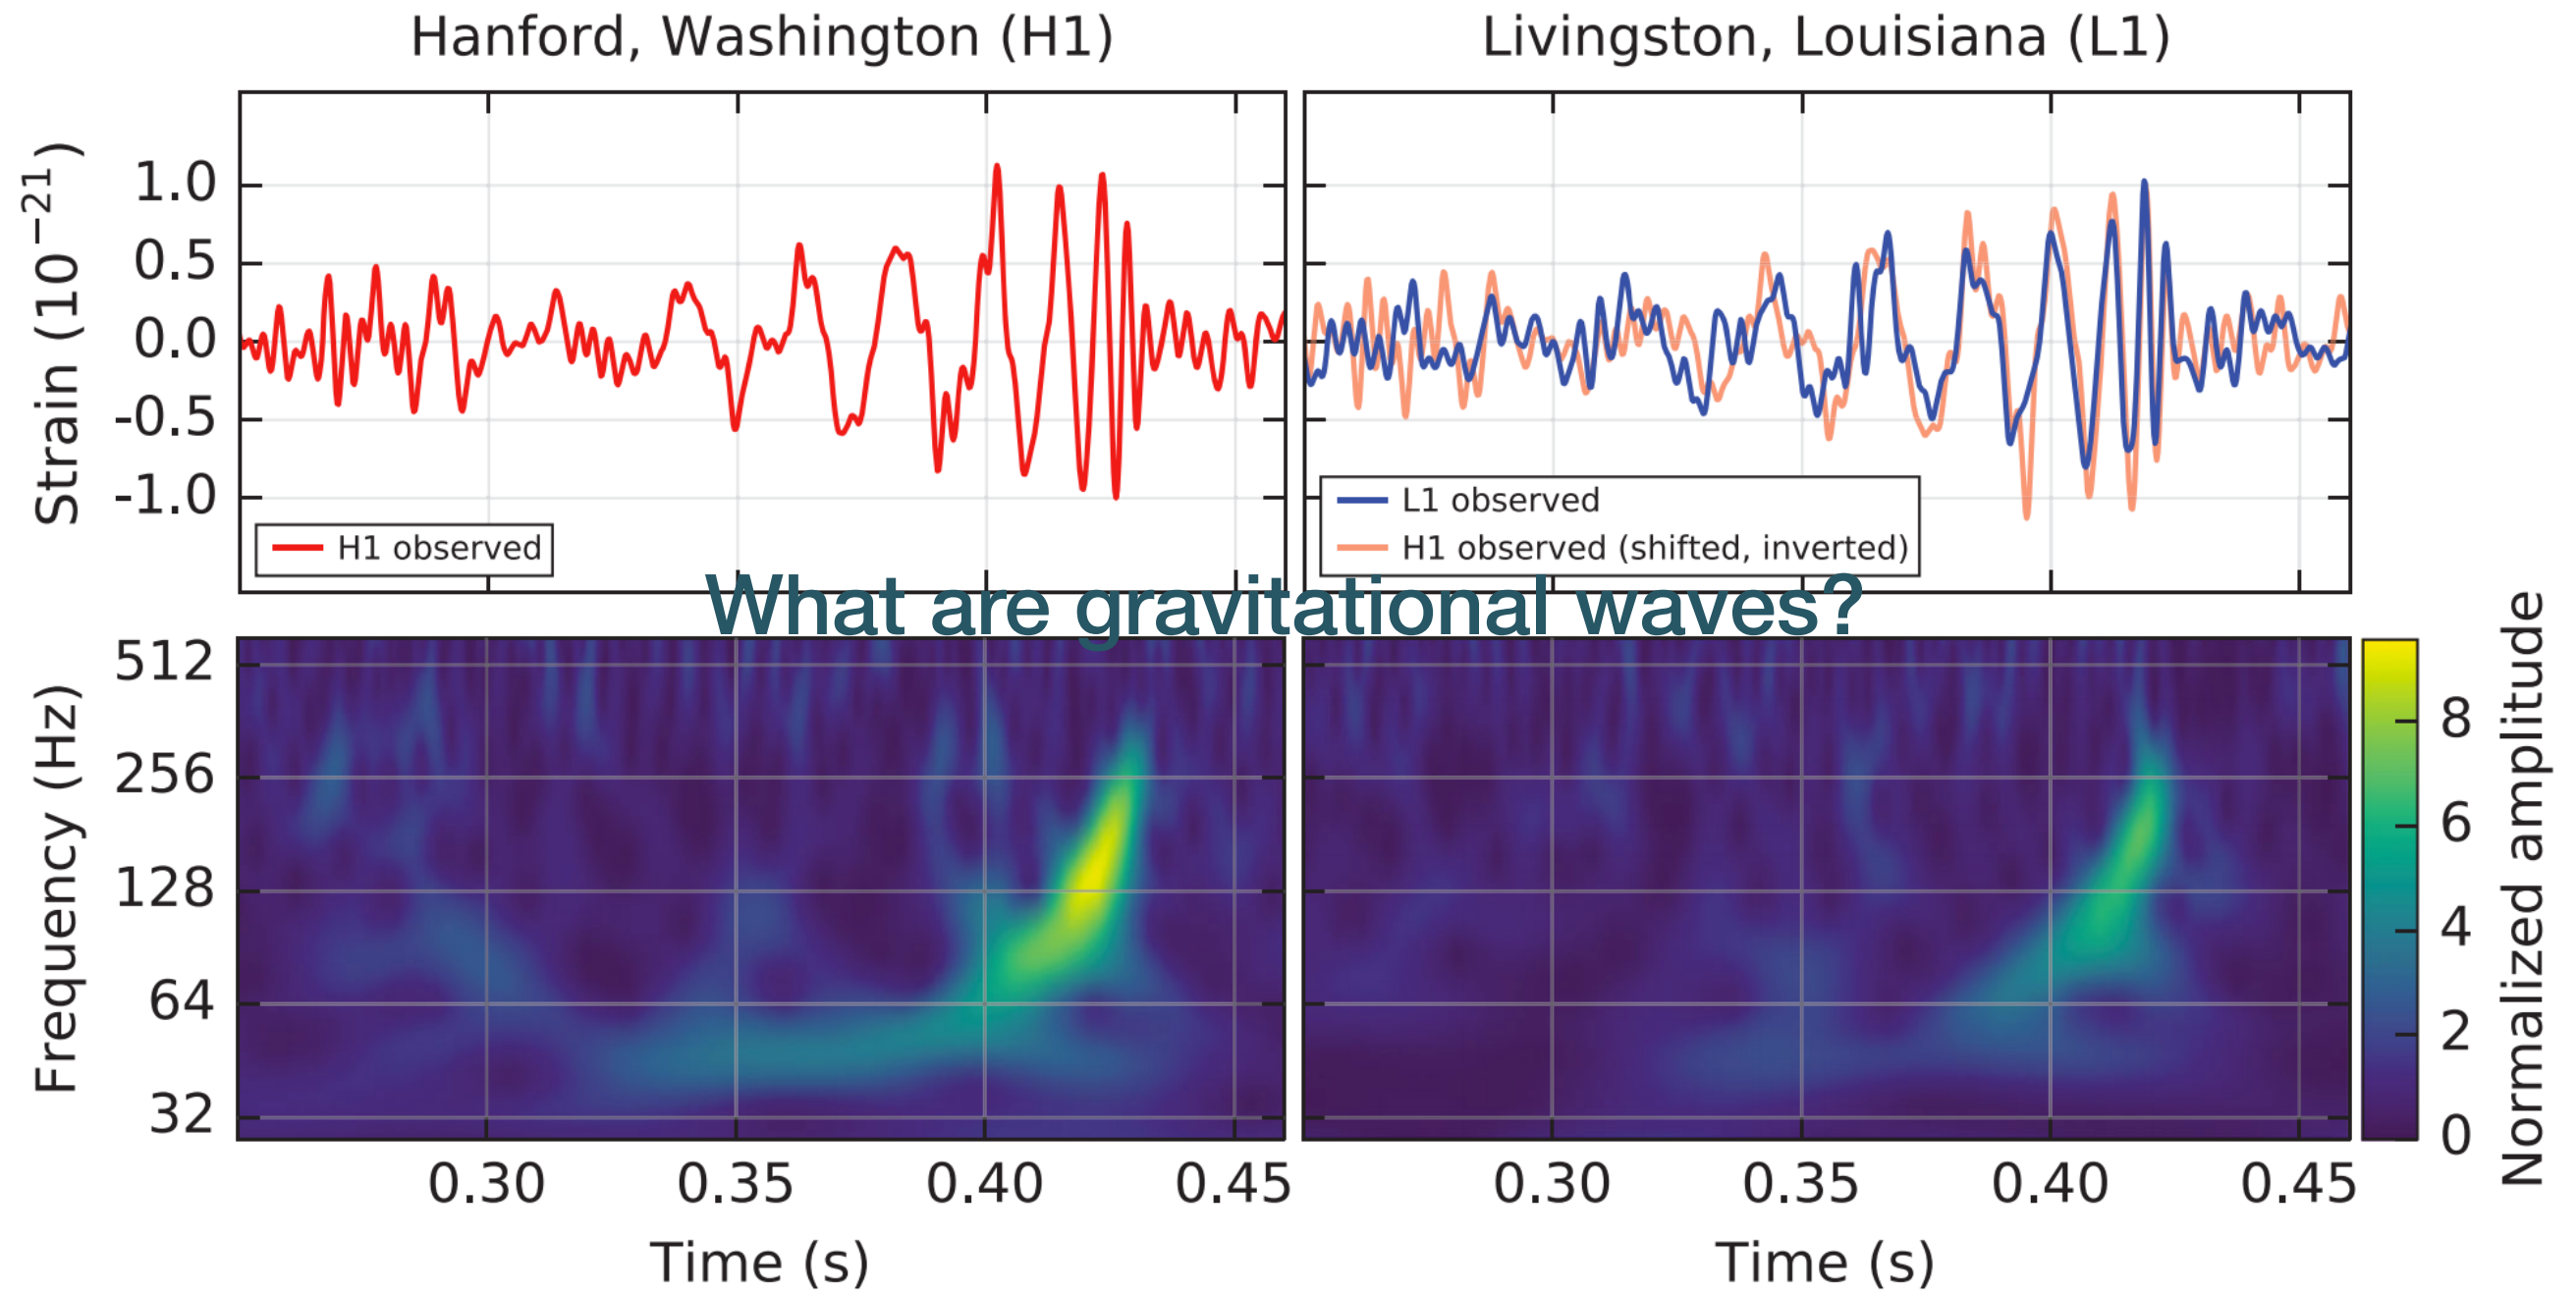 Hanford, Washington (H1)
Livingston, Louisiana (L1)
Strain (10⁻²¹)
1.0
0.5
0.0
-0.5
-1.0
H1 observed
L1 observed
H1 observed (shifted, inverted)
What are gravitational waves?
Frequency (Hz)
512
256
128
64
32
0.30 0.35 0.40 0.45
0.30 0.35 0.40 0.45
Time (s)
Time (s)
8
6
4
2
0
Normalized amplitude